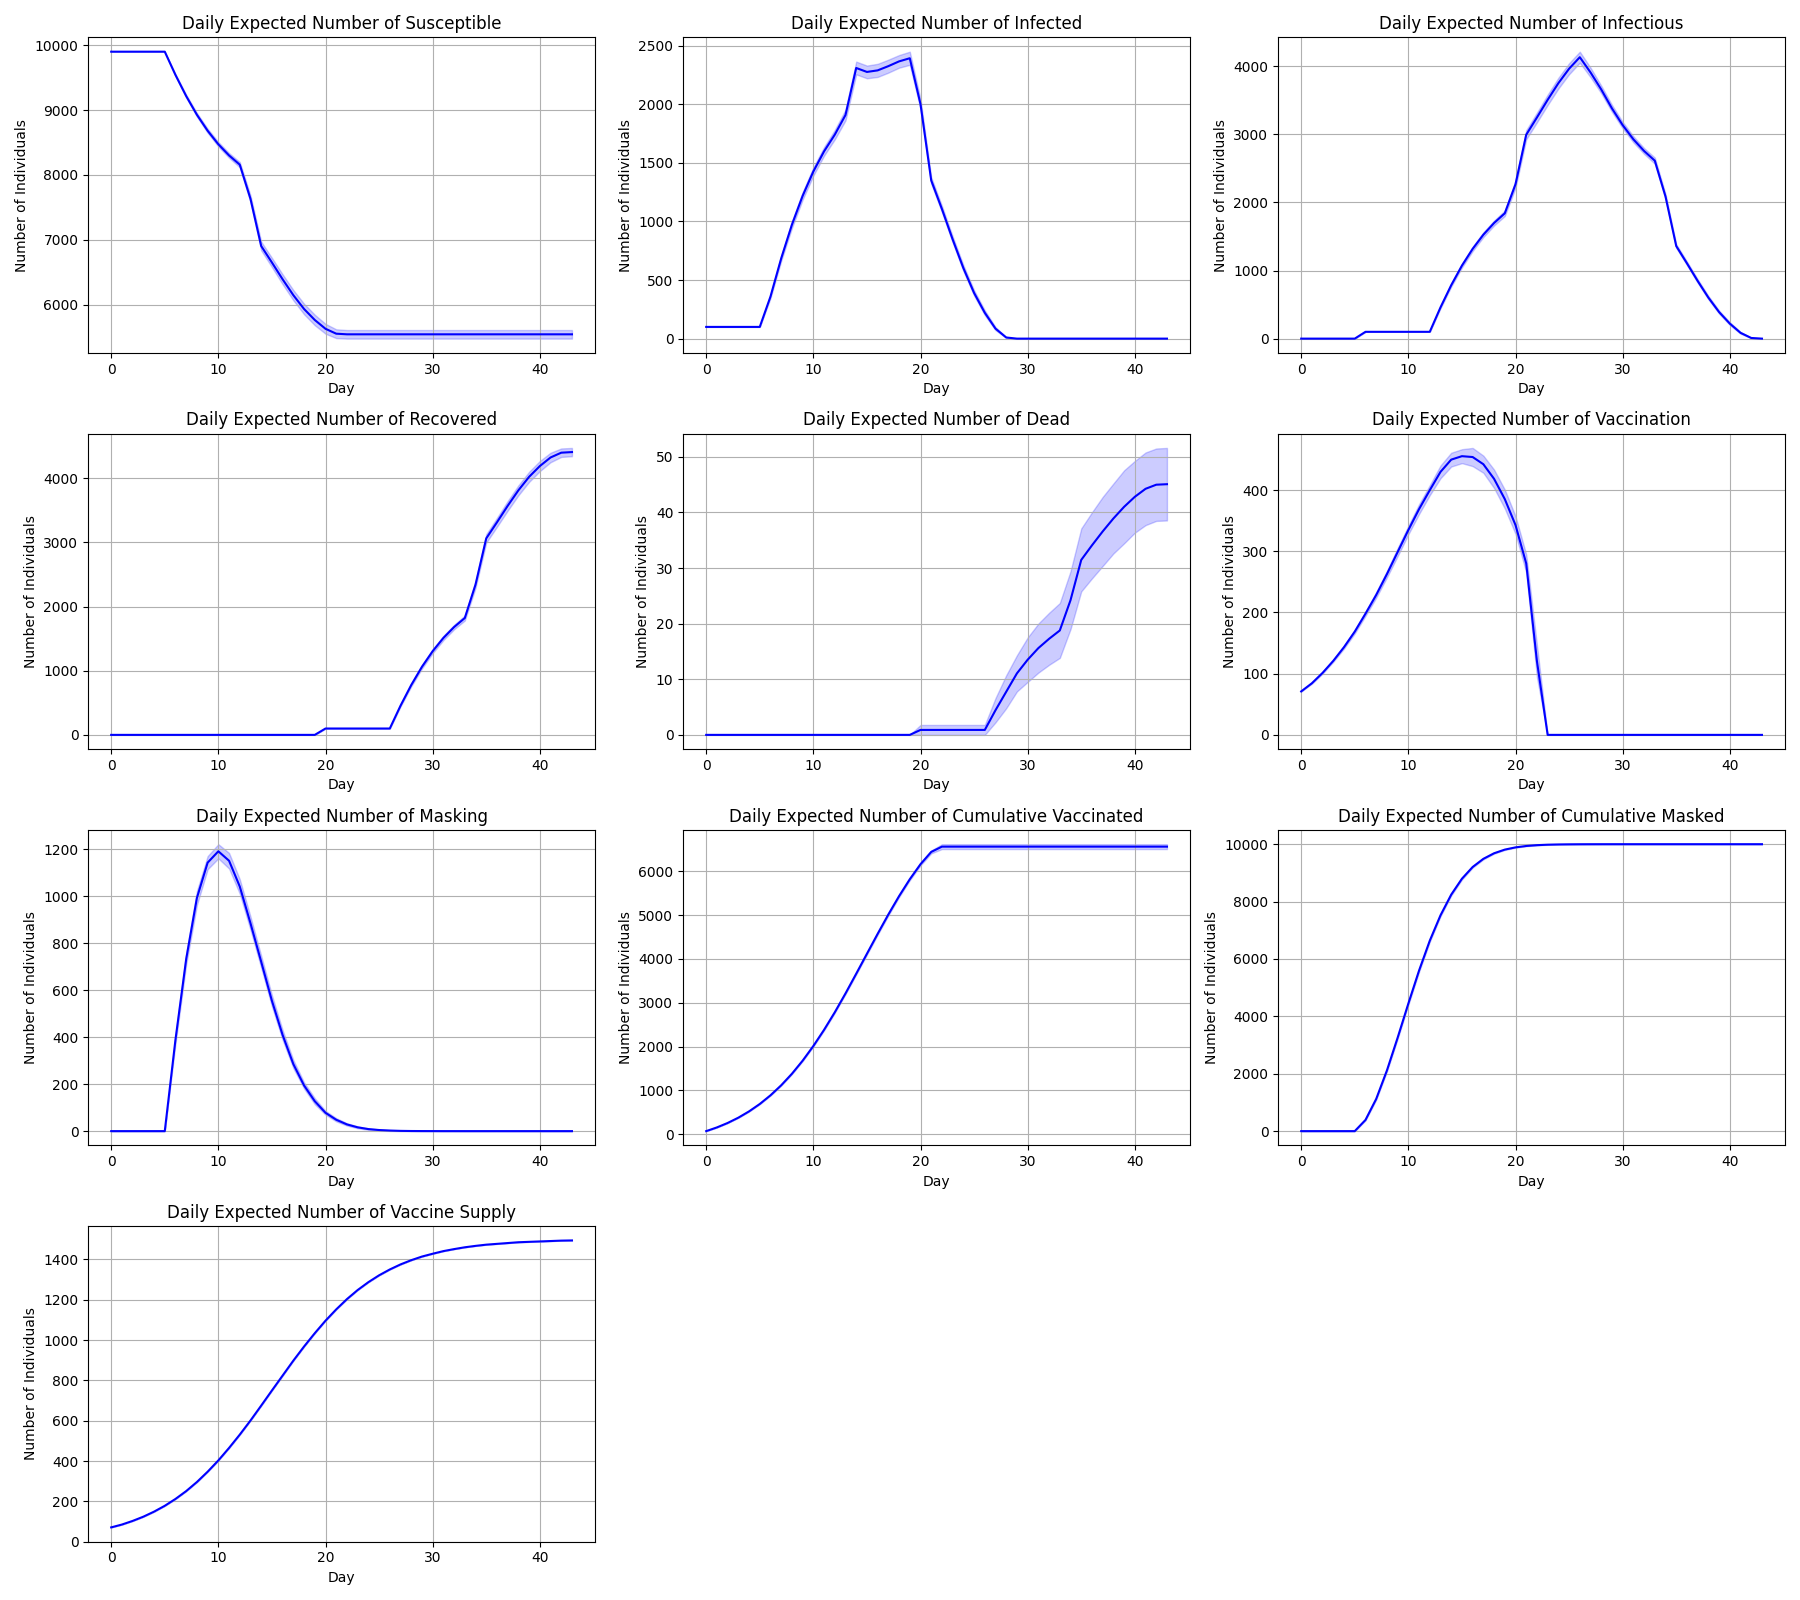 Daily Expected Number of Susceptible
Number of Individuals
10000
9000
8000
7000
6000
0 10 20 30 40
Day
Daily Expected Number of Infected
Number of Individuals
2500
2000
1500
1000
500
0
0 10 20 30 40
Day
Daily Expected Number of Infectious
Number of Individuals
4000
3000
2000
1000
0
0 10 20 30 40
Day
Daily Expected Number of Recovered
Number of Individuals
4000
3000
2000
1000
0
0 10 20 30 40
Day
Daily Expected Number of Dead
Number of Individuals
50
40
30
20
10
0
0 10 20 30 40
Day
Daily Expected Number of Vaccination
Number of Individuals
400
300
200
100
0
0 10 20 30 40
Day
Daily Expected Number of Masking
Number of Individuals
1200
1000
800
600
400
200
0
0 10 20 30 40
Day
Daily Expected Number of Cumulative Vaccinated
Number of Individuals
6000
5000
4000
3000
2000
1000
0
0 10 20 30 40
Day
Daily Expected Number of Cumulative Masked
Number of Individuals
10000
8000
6000
4000
2000
0
0 10 20 30 40
Day
Daily Expected Number of Vaccine Supply
Number of Individuals
1400
1200
1000
800
600
400
200
0
0 10 20 30 40
Day